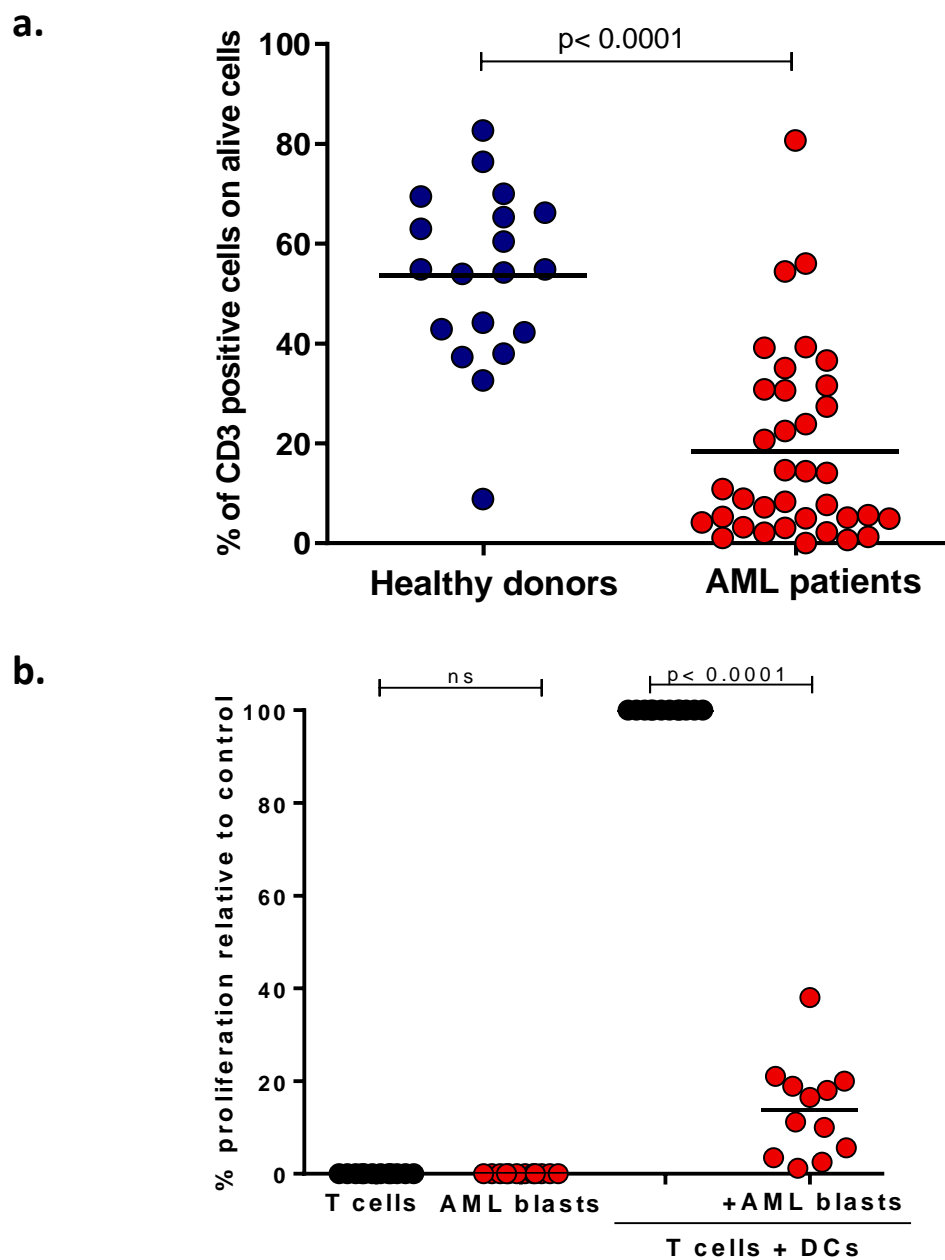 a.
p< 0.0001
% of CD3 positive cells on alive cells
100
80
60
40
20
0
Healthy donors
AML patients
b.
ns
p< 0.0001
% proliferation relative to control
100
80
60
40
20
0
T cells
AML blasts
+AML blasts
T cells + DCs